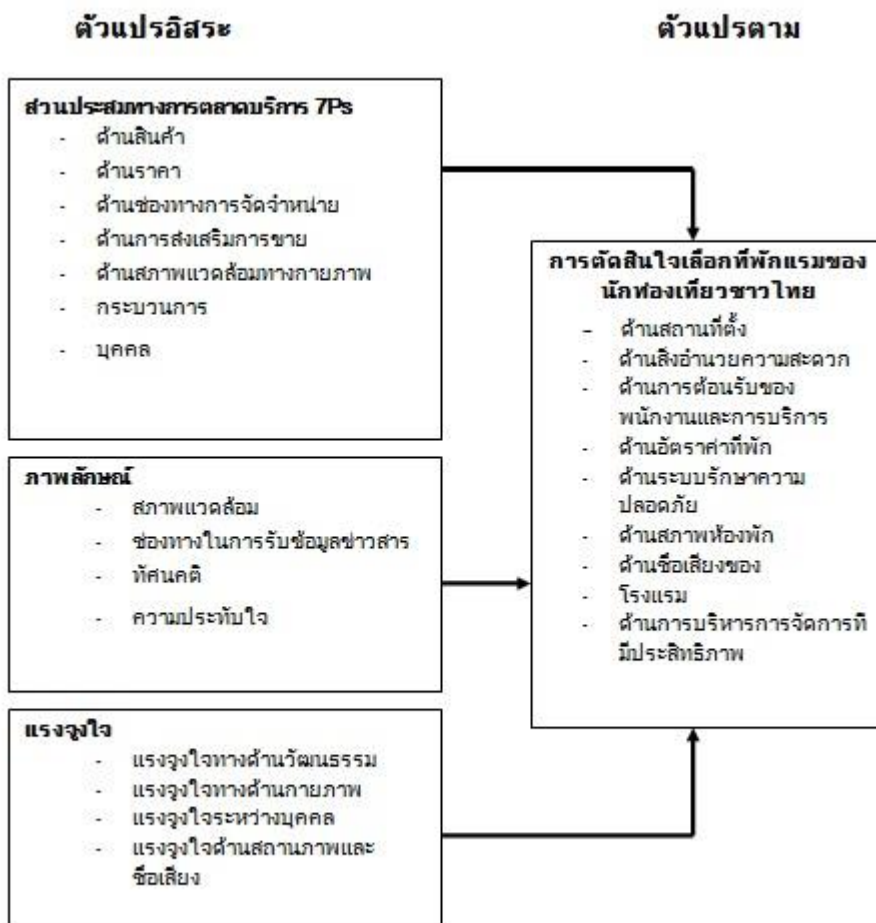 ตัวแปรอิสระ
ตัวแปรตาม
ส่วนประสมทางการตลาดบริการ 7Ps
- ด้านสินค้า
- ด้านราคา
- ด้านช่องทางการจัดจำหน่าย
- ด้านการส่งเสริมการขาย
- ด้านสภาพแวดล้อมทางกายภาพ
- กระบวนการ
- บุคคล
ภาพลักษณ์
- สภาพแวดล้อม
- ช่องทางในการรับข้อมูลข่าวสาร
- ทัศนคติ
- ความประทับใจ
แรงจูงใจ
- แรงจูงใจทางด้านวัฒนธรรม
- แรงจูงใจทางด้านกายภาพ
- แรงจูงใจระหว่างบุคคล
- แรงจูงใจด้านสถานภาพและ
ชื่อเสียง
การตัดสินใจเลือกที่พักแรมของ
นักท่องเที่ยวชาวไทย
- ด้านสถานที่ตั้ง
- ด้านสิ่งอำนวยความสะดวก
- ด้านการต้อนรับของ
พนักงานและการบริการ
- ด้านอัตราค่าที่พัก
- ด้านระบบรักษาความ
ปลอดภัย
- ด้านสภาพห้องพัก
- ด้านชื่อเสียงของ
- โรงแรม
- ด้านการบริหารการจัดการที่
มีประสิทธิภาพ